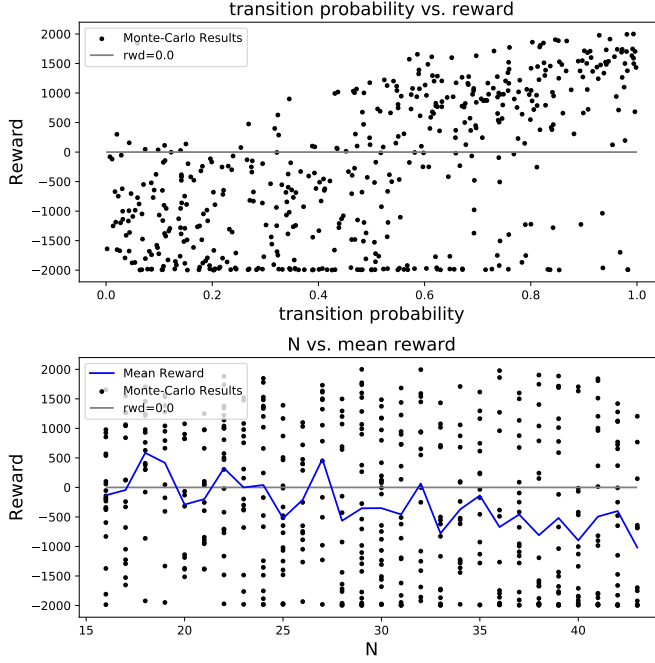 transition probability vs. reward
2000
1500
1000
500
0
−500
−1000
−1500
−2000
Reward
Monte-Carlo Results
rwd=0.0
0.0 0.2 0.4 0.6 0.8 1.0
transition probability
N vs. mean reward
2000
1500
1000
500
0
−500
−1000
−1500
−2000
Reward
Mean Reward
Monte-Carlo Results
rwd=0.0
15 20 25 30 35 40
N